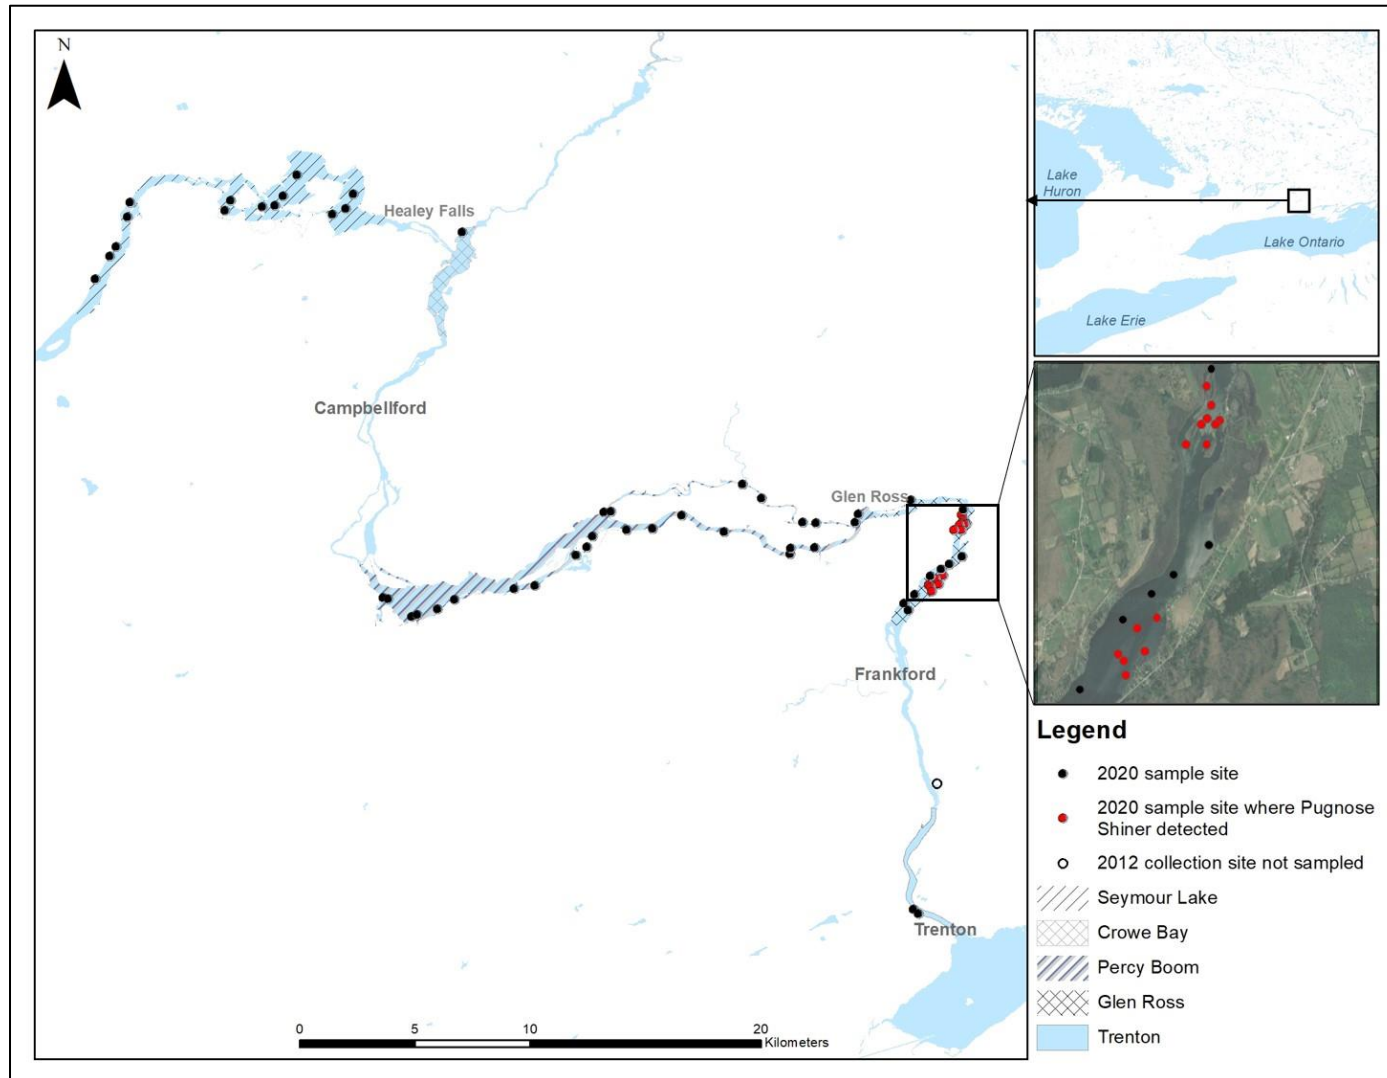 N
Healey Falls
Campbellford
Glen Ross
Frankford
Trenton
0 5 10 20
Kilometers
Lake
Huron
Lake Ontario
Lake Erie
Legend
2020 sample site
2020 sample site where Pugnose
Shiner detected
2012 collection site not sampled
Seymour Lake
Crowe Bay
Percy Boom
Glen Ross
Trenton